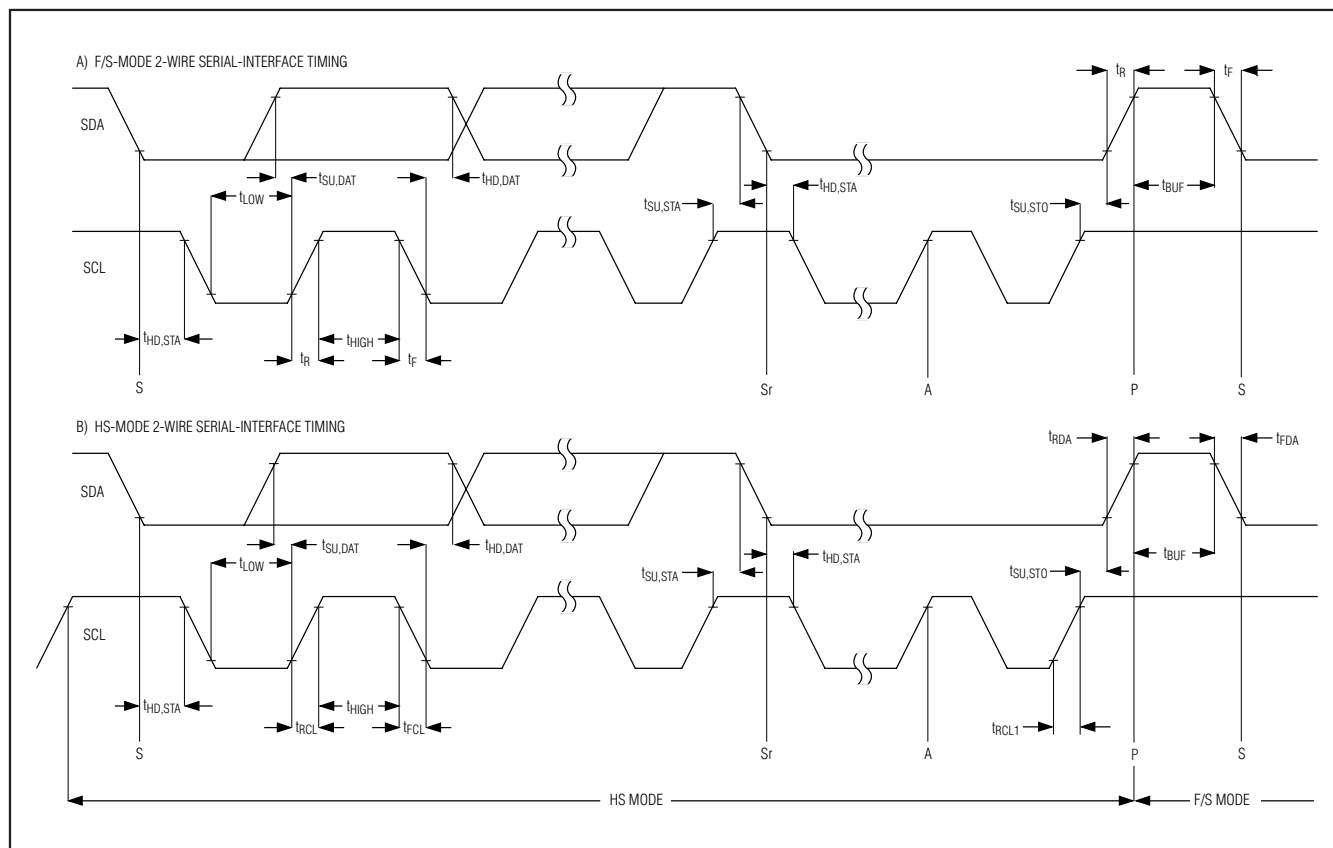 A) F/S-MODE 2-WIRE SERIAL-INTERFACE TIMING
tR
tF
SDA
tSU,DAT
tHD,DAT
tLOW
tHD,STA
tBUF
tSU,STA
tSU,STO
SCL
tHD,STA
tR
tHIGH
tF
S
Sr
A
P
S
B) HS-MODE 2-WIRE SERIAL-INTERFACE TIMING
tRDA
tFDA
SDA
tSU,DAT
tHD,DAT
tLOW
tHD,STA
tBUF
tSU,STA
tSU,STO
SCL
tHD,STA
tRCL
tHIGH
tFCL
tRCL1
S
Sr
A
P
S
HS MODE
F/S MODE